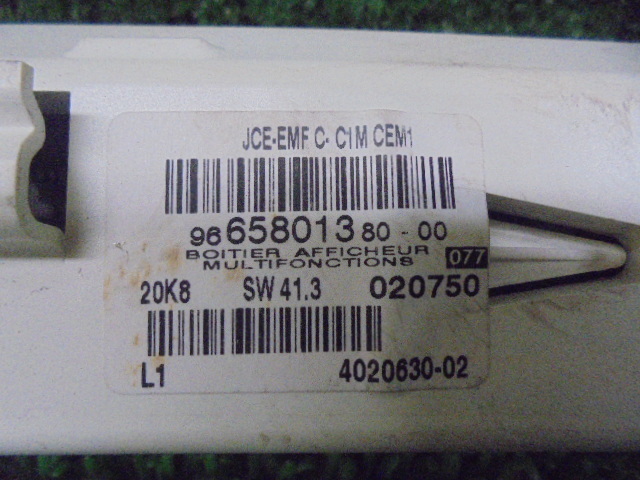 JCE-EMF C- C1M CEM1
96 658013 80 - 00
BOITIER AFFICHEUR
MULTIFONCTIONS 077
20K8 SW 41.3 020750
L1 4020630-02